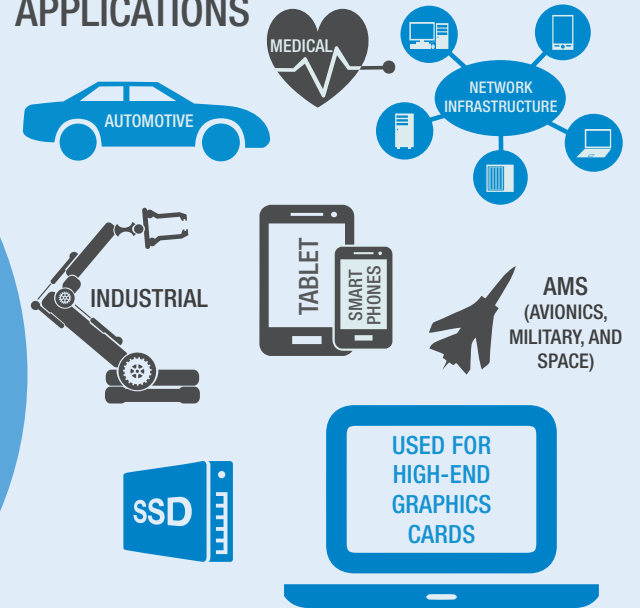 APPLICATIONS
MEDICAL
AUTOMOTIVE
NETWORK
INFRASTRUCTURE
INDUSTRIAL
TABLET
SMART
PHONES
AMS
(AVIONICS,
MILITARY, AND
SPACE)
SSD
USED FOR
HIGH-END
GRAPHICS
CARDS